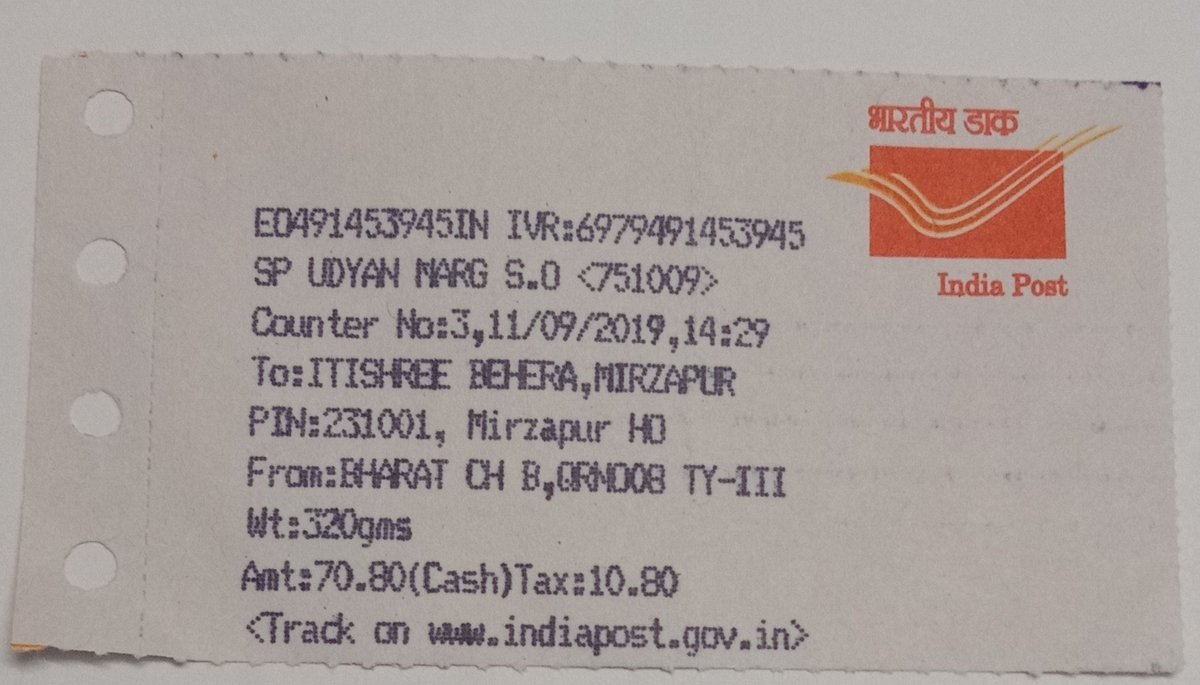 भारतीय डाक
India Post
EO491453945IN IVR:6979491453945
SP UDYAN MARG S.O <751009>
Counter No:3,11/09/2019,14:29
To:ITISHREE BEHERA,MIRZAPUR
PIN:231001, Mirzapur HO
From:BHARAT CH B,QRNO08 TY-III
Wt:320gms
Amt:70.80(Cash)Tax:10.80
<Track on www.indiapost.gov.in>